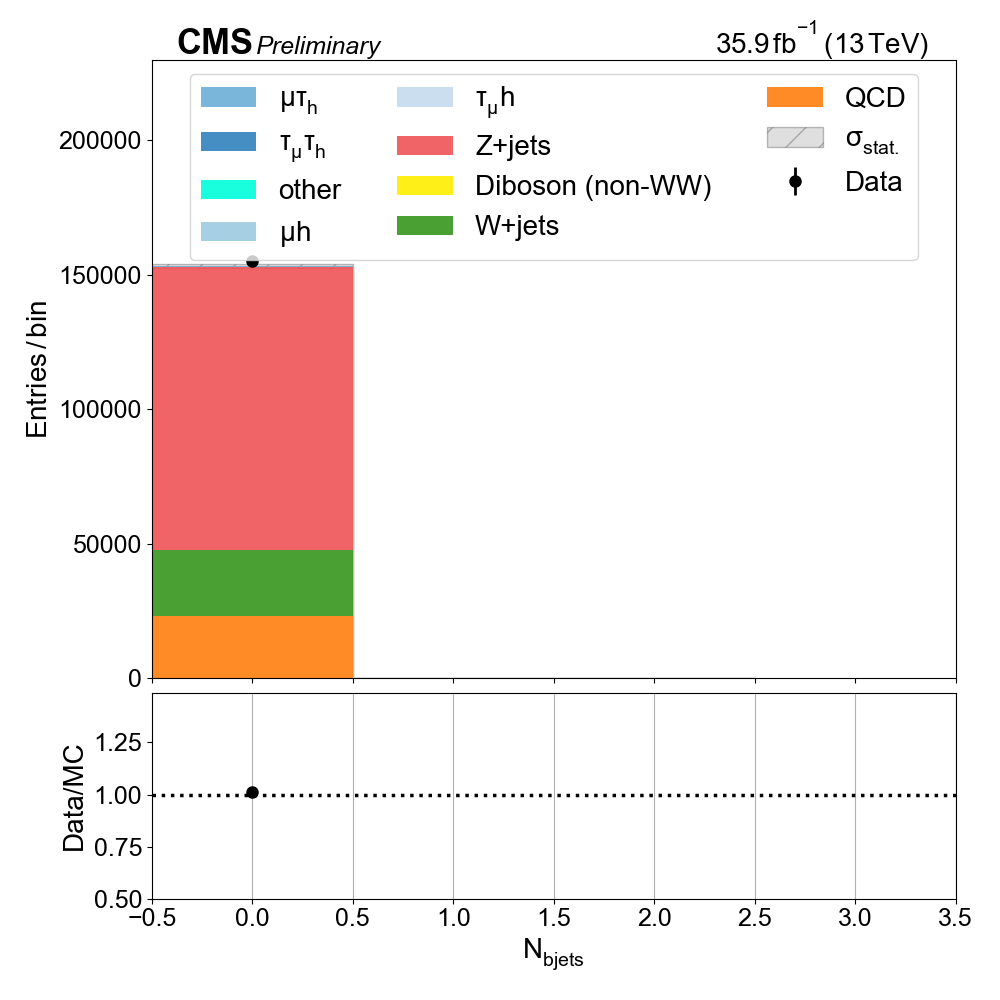 CMS Preliminary 35.9 fb⁻¹ (13 TeV)
μτh
τμτh
other
μh
τμh
Z+jets
Diboson (non-WW)
W+jets
QCD
σstat.
Data
Entries / bin
200000
150000
100000
50000
0
Data/MC
1.25
1.00
0.75
0.50
−0.5 0.0 0.5 1.0 1.5 2.0 2.5 3.0 3.5
Nbjets